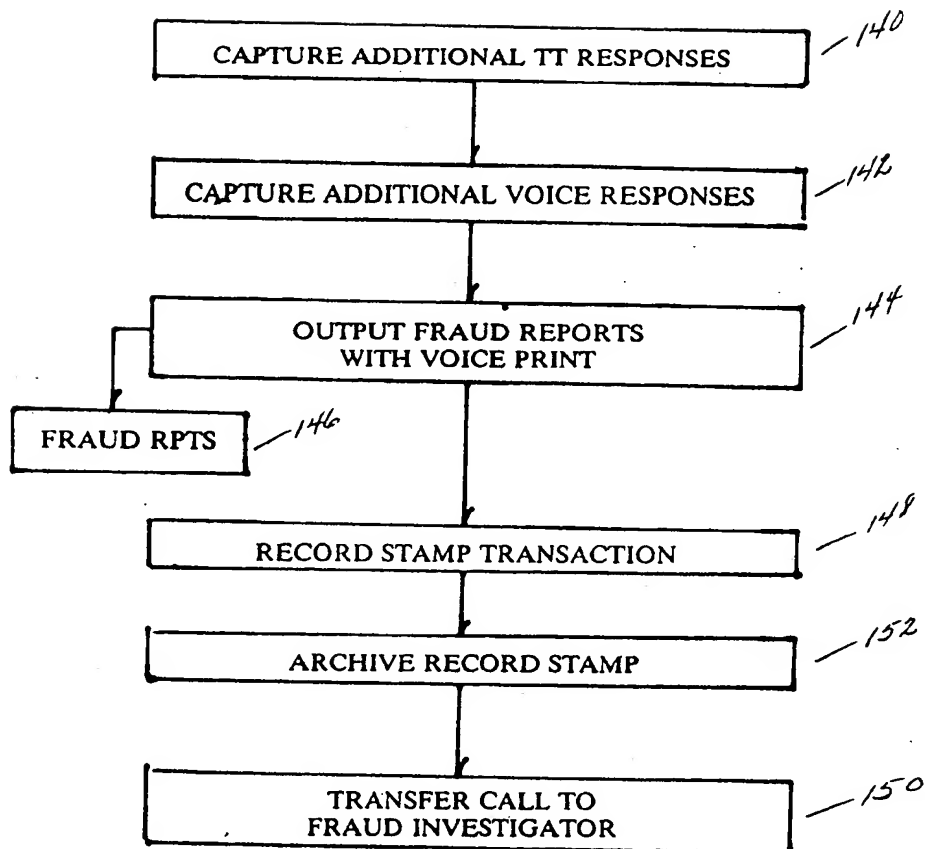 CAPTURE ADDITIONAL TT RESPONSES
140
CAPTURE ADDITIONAL VOICE RESPONSES
142
OUTPUT FRAUD REPORTS
WITH VOICE PRINT
144
FRAUD RPTS
146
RECORD STAMP TRANSACTION
148
ARCHIVE RECORD STAMP
152
TRANSFER CALL TO
FRAUD INVESTIGATOR
150